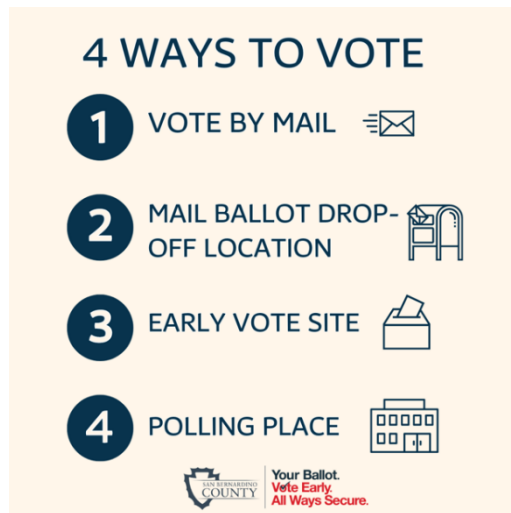 4 WAYS TO VOTE
1 VOTE BY MAIL
2 MAIL BALLOT DROP-
OFF LOCATION
3 EARLY VOTE SITE
4 POLLING PLACE
SAN BERNARDINO
COUNTY
Your Ballot.
Vote Early.
All Ways Secure.